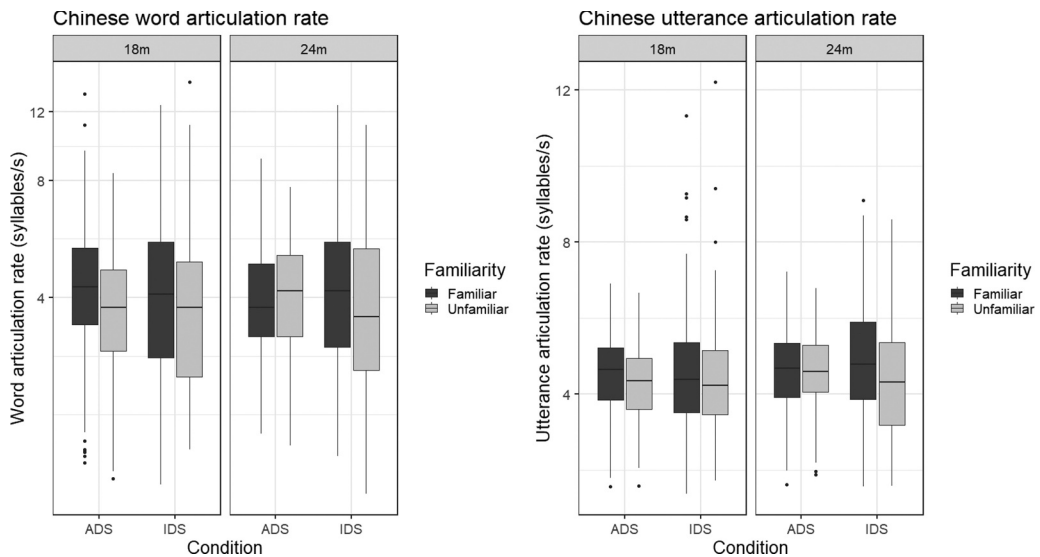 Chinese word articulation rate
18m
24m
Word articulation rate (syllables/s)
12
8
4
ADS
IDS
ADS
IDS
Condition
Familiarity
Familiar
Unfamiliar
Chinese utterance articulation rate
18m
24m
Utterance articulation rate (syllables/s)
12
8
4
ADS
IDS
ADS
IDS
Condition
Familiarity
Familiar
Unfamiliar